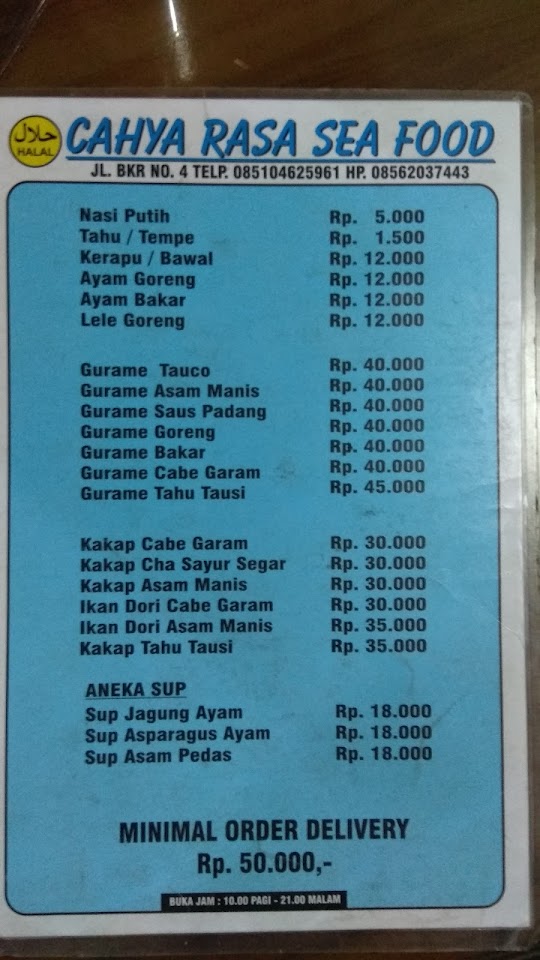 حلال
HALAL
CAHYA RASA SEA FOOD
JL. BKR NO. 4 TELP. 085104625961 HP. 08562037443
Nasi Putih Rp. 5.000
Tahu / Tempe Rp. 1.500
Kerapu / Bawal Rp. 12.000
Ayam Goreng Rp. 12.000
Ayam Bakar Rp. 12.000
Lele Goreng Rp. 12.000
Gurame Tauco Rp. 40.000
Gurame Asam Manis Rp. 40.000
Gurame Saus Padang Rp. 40.000
Gurame Goreng Rp. 40.000
Gurame Bakar Rp. 40.000
Gurame Cabe Garam Rp. 40.000
Gurame Tahu Tausi Rp. 45.000
Kakap Cabe Garam Rp. 30.000
Kakap Cha Sayur Segar Rp. 30.000
Kakap Asam Manis Rp. 30.000
Ikan Dori Cabe Garam Rp. 30.000
Ikan Dori Asam Manis Rp. 35.000
Kakap Tahu Tausi Rp. 35.000
ANEKA SUP
Sup Jagung Ayam Rp. 18.000
Sup Asparagus Ayam Rp. 18.000
Sup Asam Pedas Rp. 18.000
MINIMAL ORDER DELIVERY
Rp. 50.000,-
BUKA JAM : 10.00 PAGI - 21.00 MALAM